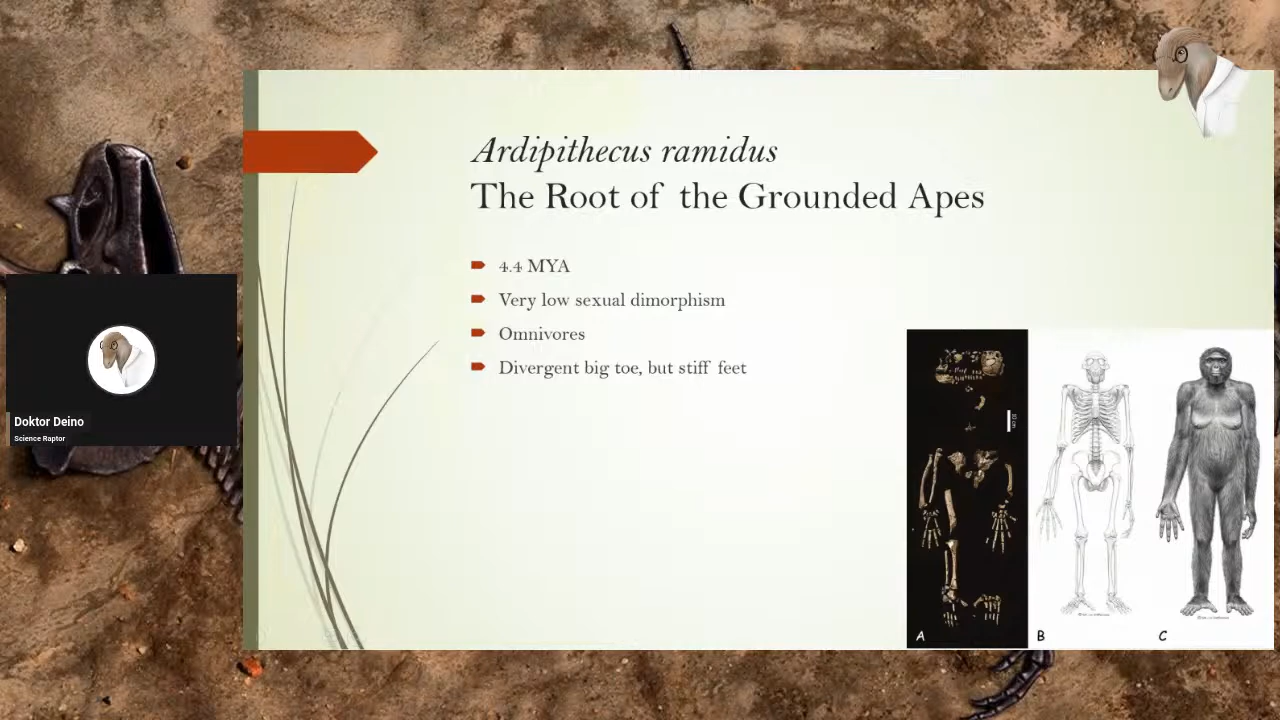 Ardipithecus ramidus
The Root of the Grounded Apes
4.4 MYA
Very low sexual dimorphism
Omnivores
Divergent big toe, but stiff feet
Doktor Deino
Science Raptor
A
B
C